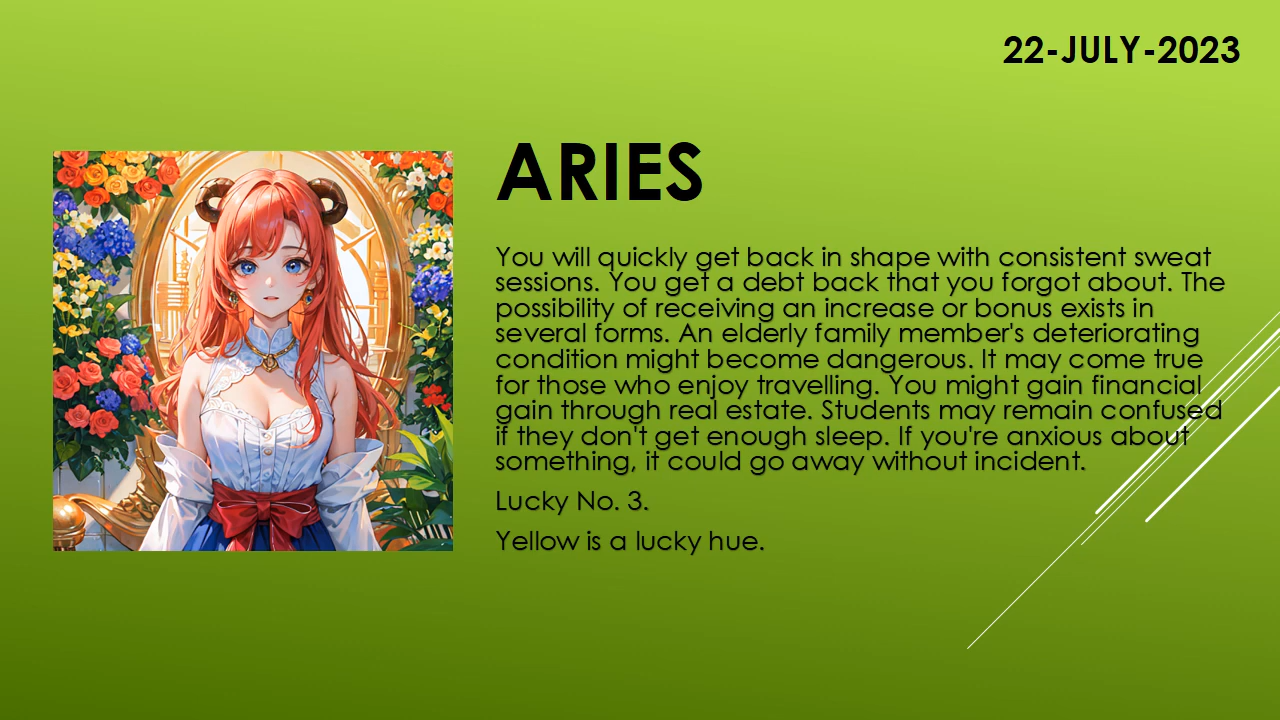 22-JULY-2023
ARIES
You will quickly get back in shape with consistent sweat
sessions. You get a debt back that you forgot about. The
possibility of receiving an increase or bonus exists in
several forms. An elderly family member's deteriorating
condition might become dangerous. It may come true
for those who enjoy travelling. You might gain financial
gain through real estate. Students may remain confused
if they don't get enough sleep. If you're anxious about
something, it could go away without incident.
Lucky No. 3.
Yellow is a lucky hue.